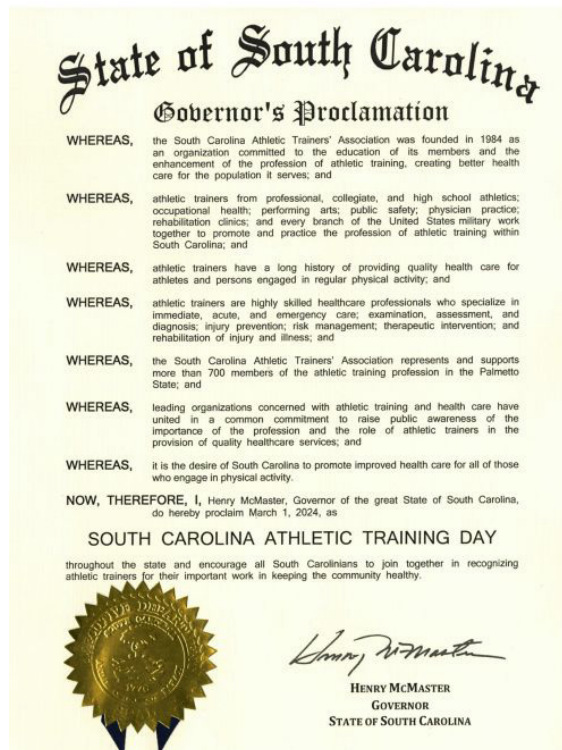 State of South Carolina
Governor's Proclamation
WHEREAS, the South Carolina Athletic Trainers' Association was founded in 1984 as
an organization committed to the education of its members and the
enhancement of the profession of athletic training, creating better health
care for the population it serves; and
WHEREAS, athletic trainers from professional, collegiate, and high school athletics;
occupational health; performing arts; public safety; physician practice;
rehabilitation clinics; and every branch of the United States military work
together to promote and practice the profession of athletic training within
South Carolina; and
WHEREAS, athletic trainers have a long history of providing quality health care for
athletes and persons engaged in regular physical activity; and
WHEREAS, athletic trainers are highly skilled healthcare professionals who specialize in
immediate, acute, and emergency care; examination, assessment, and
diagnosis; injury prevention; risk management; therapeutic intervention; and
rehabilitation of injury and illness; and
WHEREAS, the South Carolina Athletic Trainers' Association represents and supports
more than 700 members of the athletic training profession in the Palmetto
State; and
WHEREAS, leading organizations concerned with athletic training and health care have
united in a common commitment to raise public awareness of the
importance of the profession and the role of athletic trainers in the
provision of quality healthcare services; and
WHEREAS, it is the desire of South Carolina to promote improved health care for all of those
who engage in physical activity.
NOW, THEREFORE, I, Henry McMaster, Governor of the great State of South Carolina,
do hereby proclaim March 1, 2024, as
SOUTH CAROLINA ATHLETIC TRAINING DAY
throughout the state and encourage all South Carolinians to join together in recognizing
athletic trainers for their important work in keeping the community healthy.
Henry McMaster
HENRY MCMASTER
GOVERNOR
STATE OF SOUTH CAROLINA